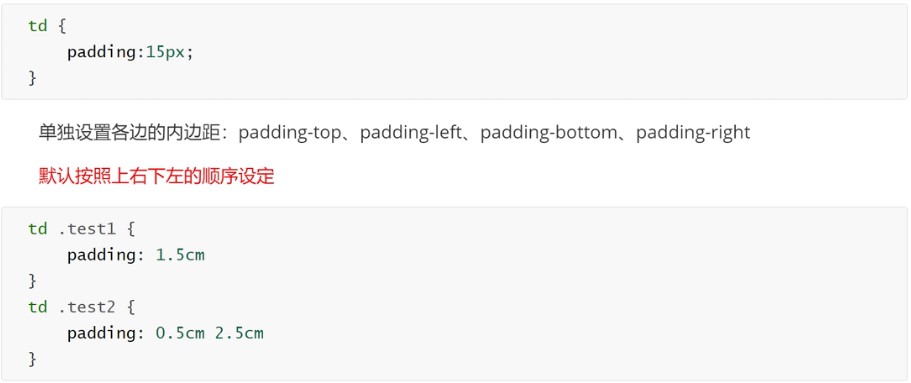 td {
    padding:15px;
}
单独设置各边的内边距：padding-top、padding-left、padding-bottom、padding-right
默认按照上右下左的顺序设定
td .test1 {
    padding: 1.5cm
}
td .test2 {
    padding: 0.5cm 2.5cm
}